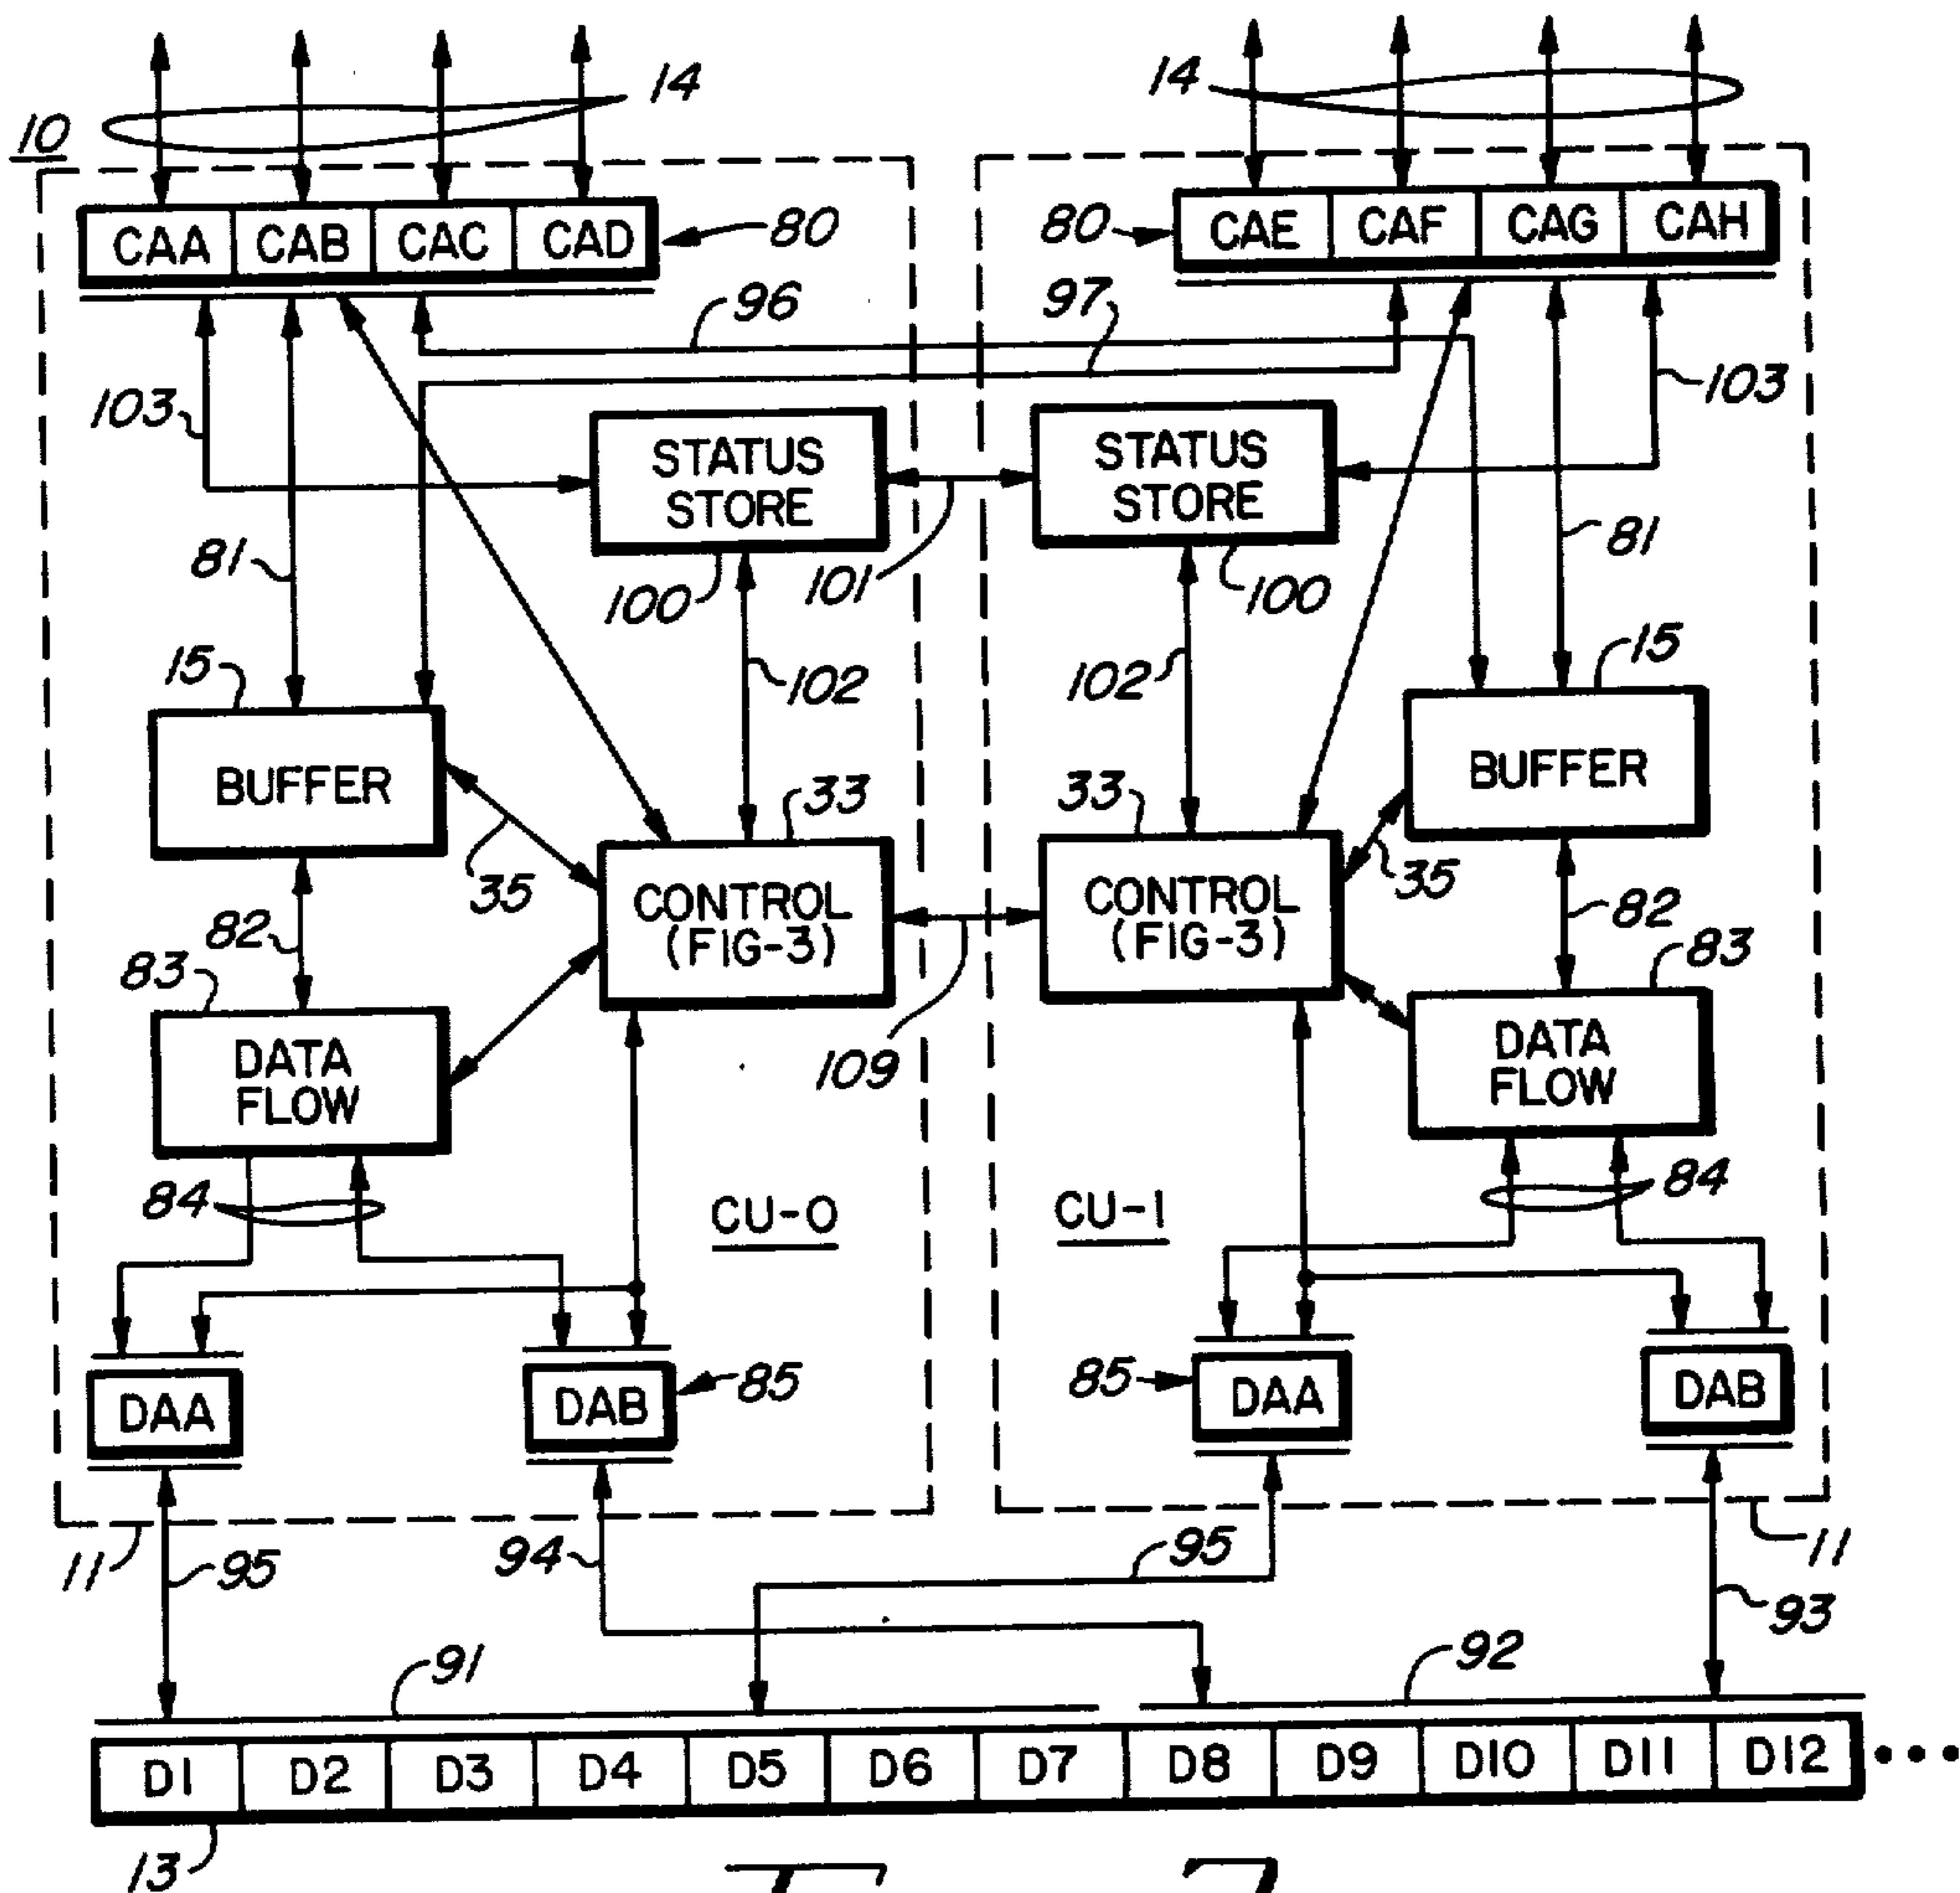 14 14
10
CAA CAB CAC CAD 80 80 CAE CAF CAG CAH
96 97
103 103
STATUS STORE STATUS STORE
81 81
100 101 100
15 102 102 15
BUFFER 33 33 BUFFER
35 35
CONTROL (FIG-3) CONTROL (FIG-3)
82 82
83 83
DATA FLOW DATA FLOW
109
84 CU-0 CU-1 84
DAA DAB 85 85 DAA DAB
11 95 94 95 11
93
91 92
D1 D2 D3 D4 D5 D6 D7 D8 D9 D10 D11 D12 •••
13